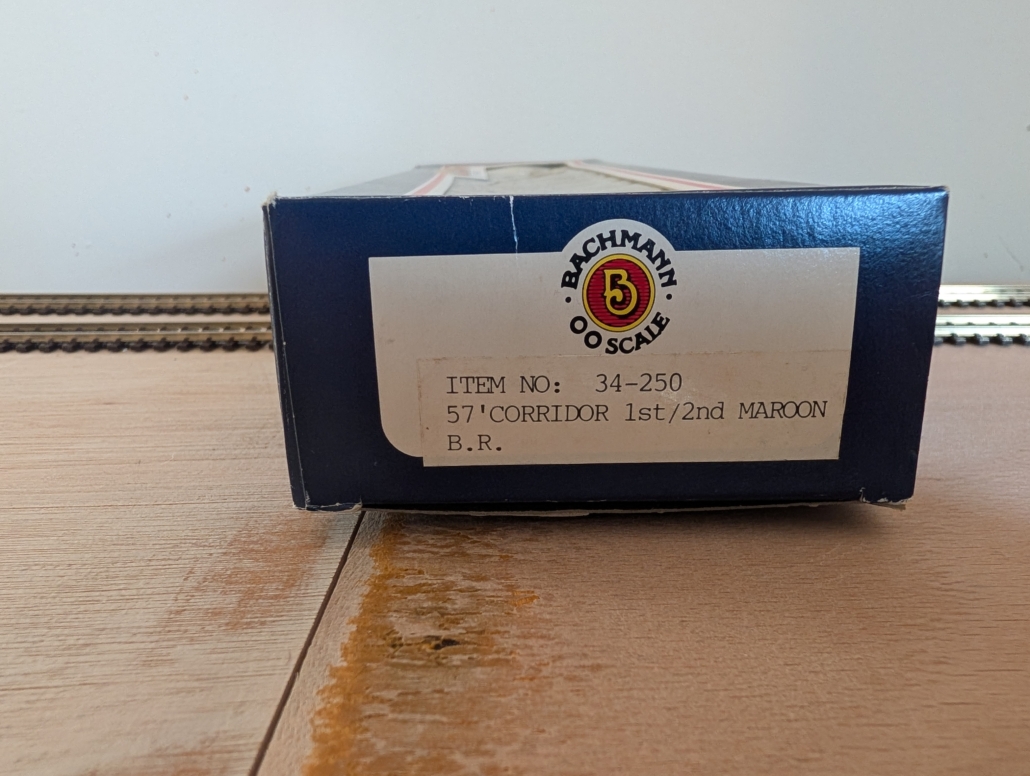 BACHMANN
B
OO SCALE
ITEM NO: 34-250
57'CORRIDOR 1st/2nd MAROON
B.R.